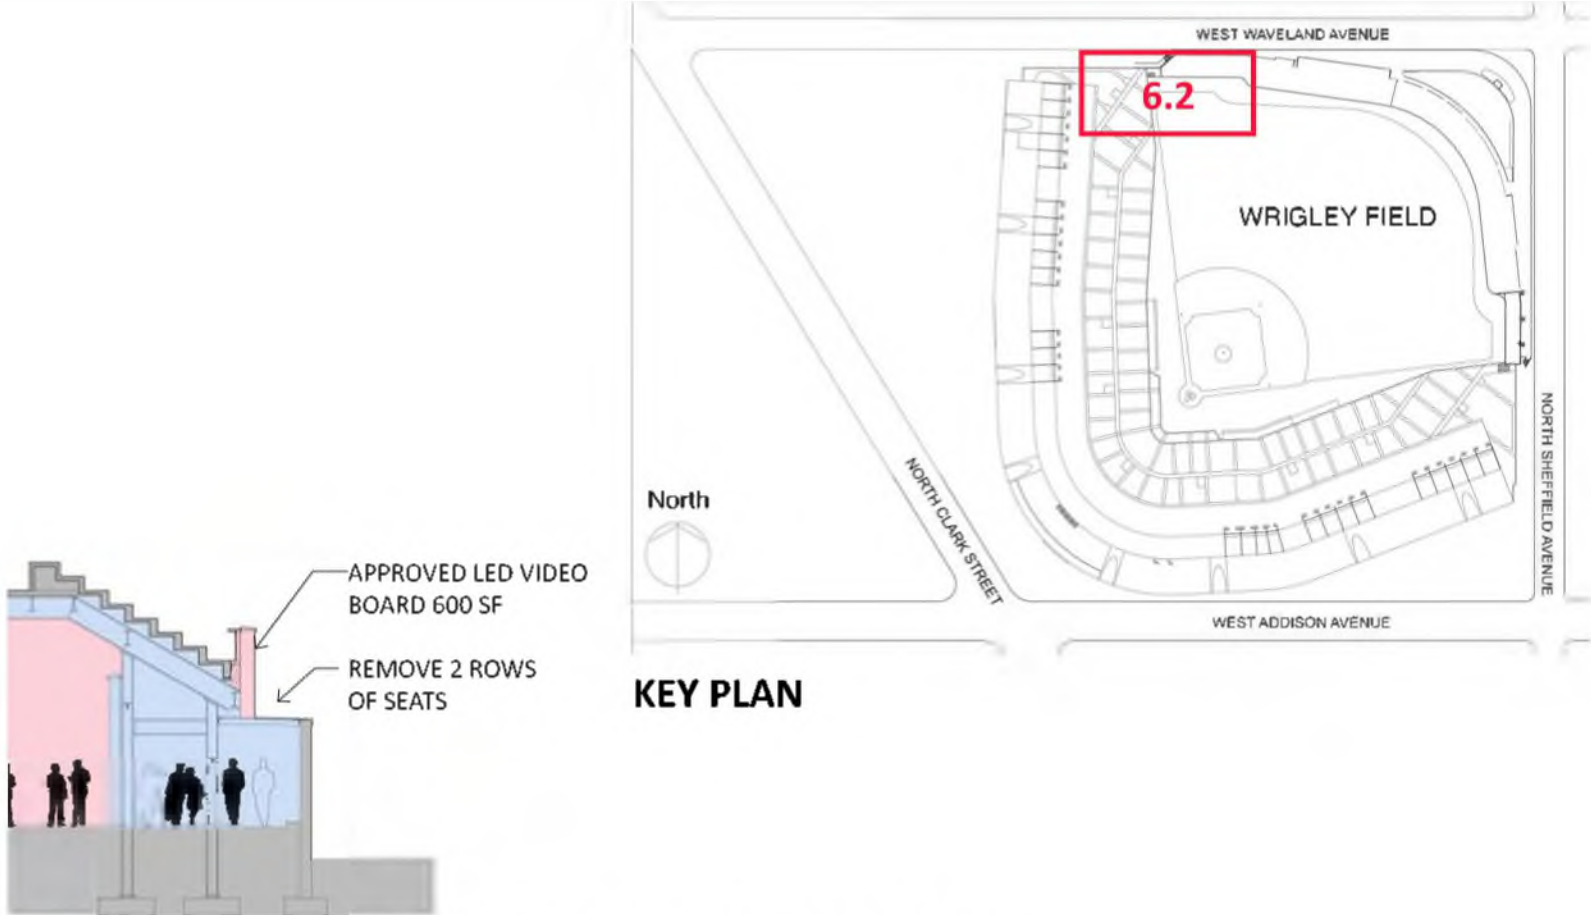 WEST WAVELAND AVENUE
6.2
WRIGLEY FIELD
NORTH SHEFFIELD AVENUE
NORTH CLARK STREET
North
WEST ADDISON AVENUE
KEY PLAN
APPROVED LED VIDEO
BOARD 600 SF
REMOVE 2 ROWS
OF SEATS